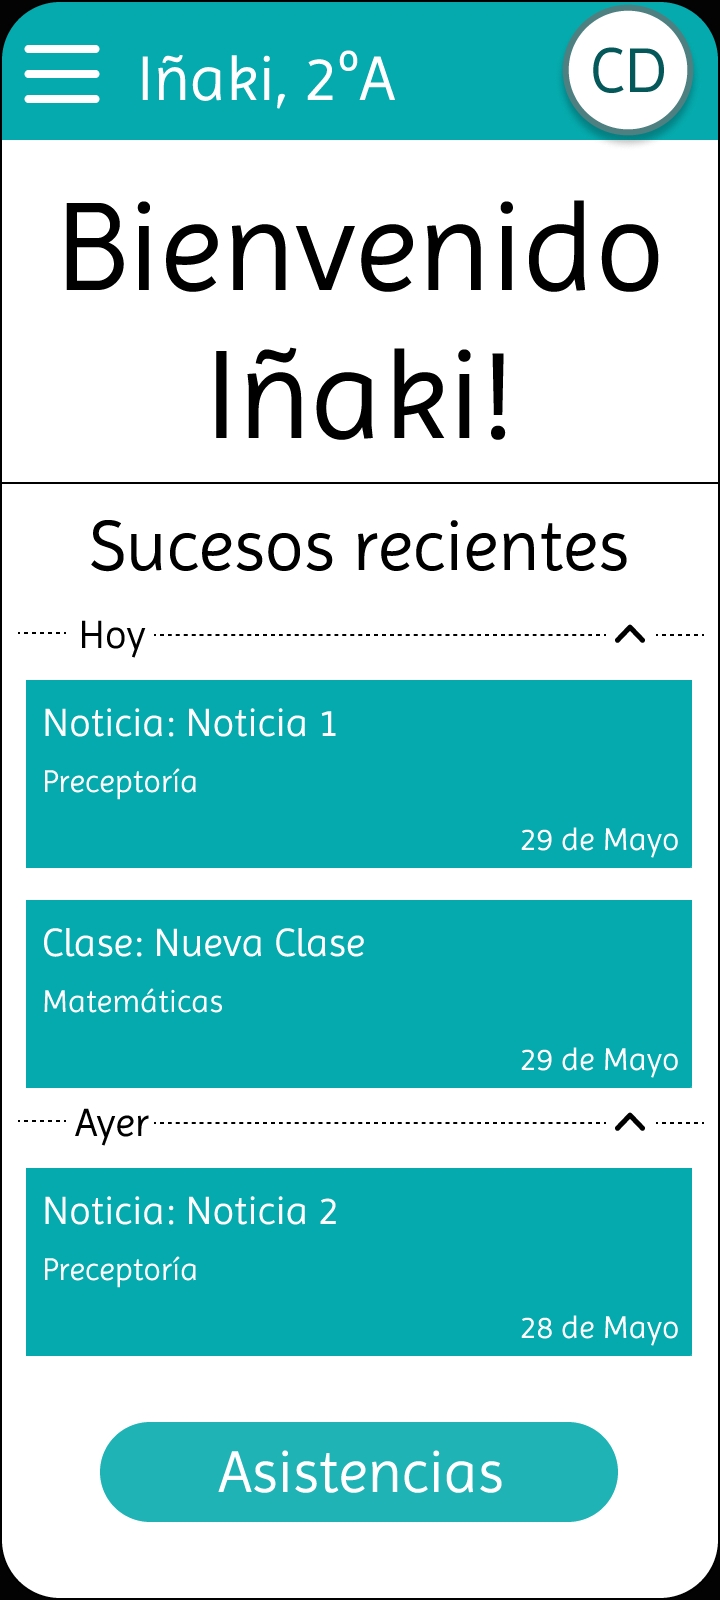 Iñaki, 2ºA
CD
Bienvenido
Iñaki!
Sucesos recientes
Hoy
Noticia: Noticia 1
Preceptoría
29 de Mayo
Clase: Nueva Clase
Matemáticas
29 de Mayo
Ayer
Noticia: Noticia 2
Preceptoría
28 de Mayo
Asistencias